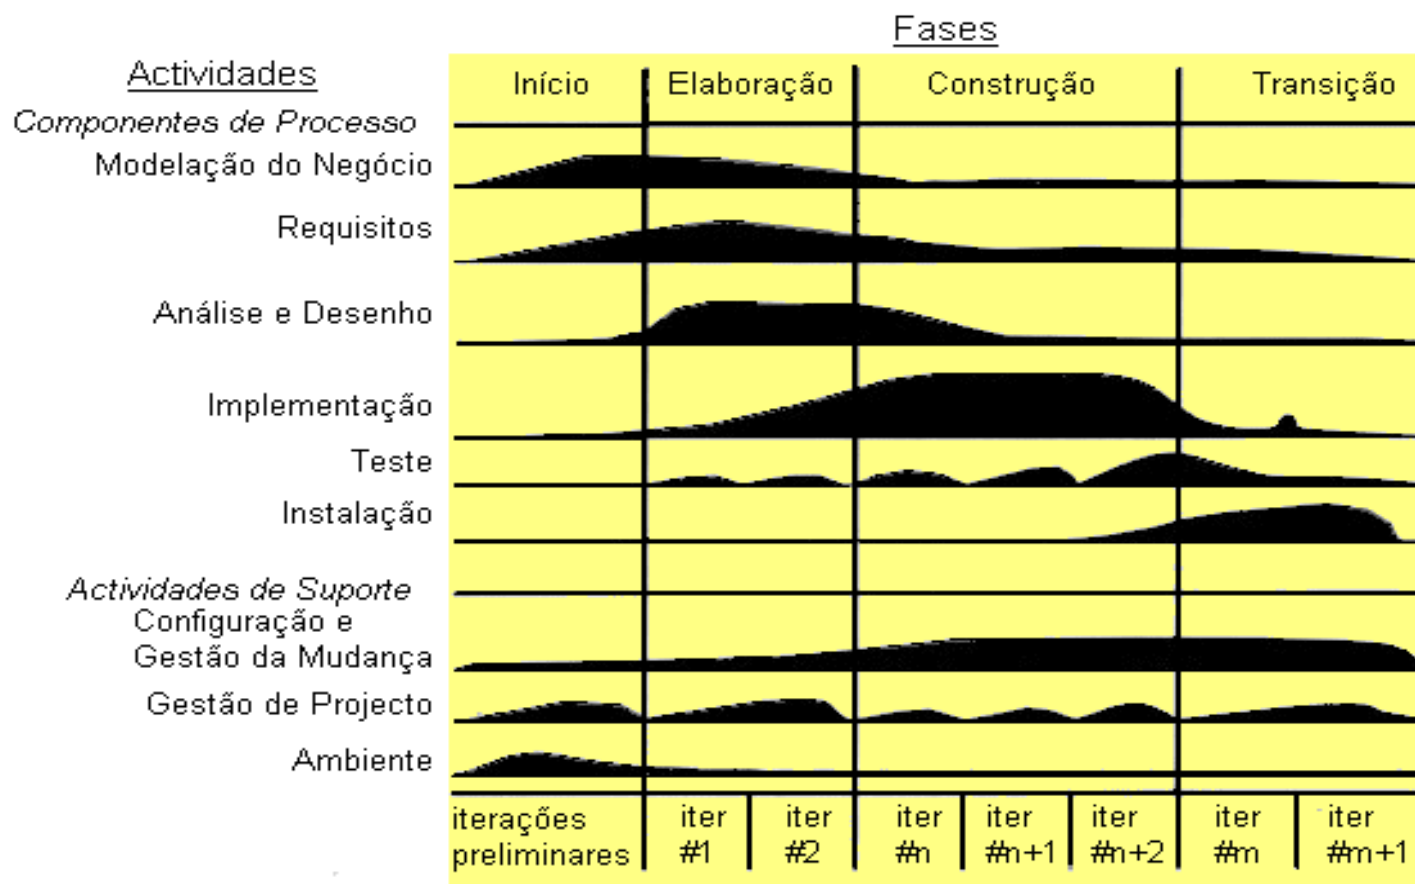 Fases
Actividades
Início Elaboração Construção Transição
Componentes de Processo
Modelação do Negócio
Requisitos
Análise e Desenho
Implementação
Teste
Instalação
Actividades de Suporte
Configuração e
Gestão da Mudança
Gestão de Projecto
Ambiente
iterações preliminares
iter #1
iter #2
iter #n
iter #n+1
iter #n+2
iter #m
iter #m+1